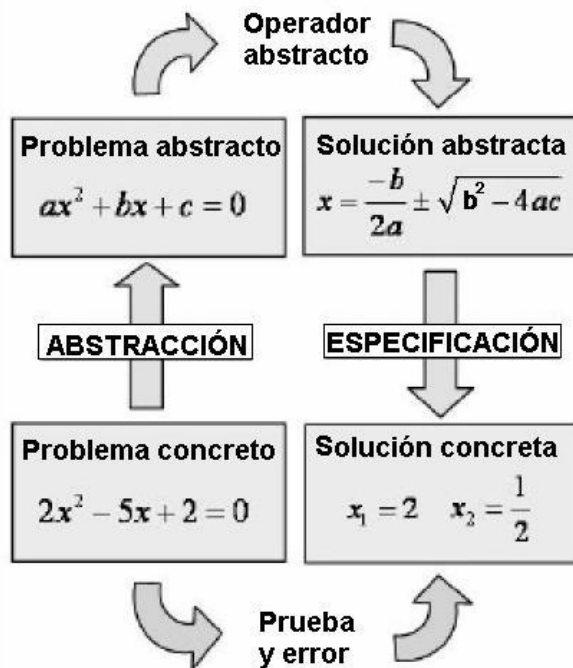 Operador
abstracto
Problema abstracto
ax² + bx + c = 0
Solución abstracta
x = -b/2a ± √(b² - 4ac)
ABSTRACCIÓN
ESPECIFICACIÓN
Problema concreto
2x² - 5x + 2 = 0
Solución concreta
x₁ = 2 x₂ = 1/2
Prueba
y error